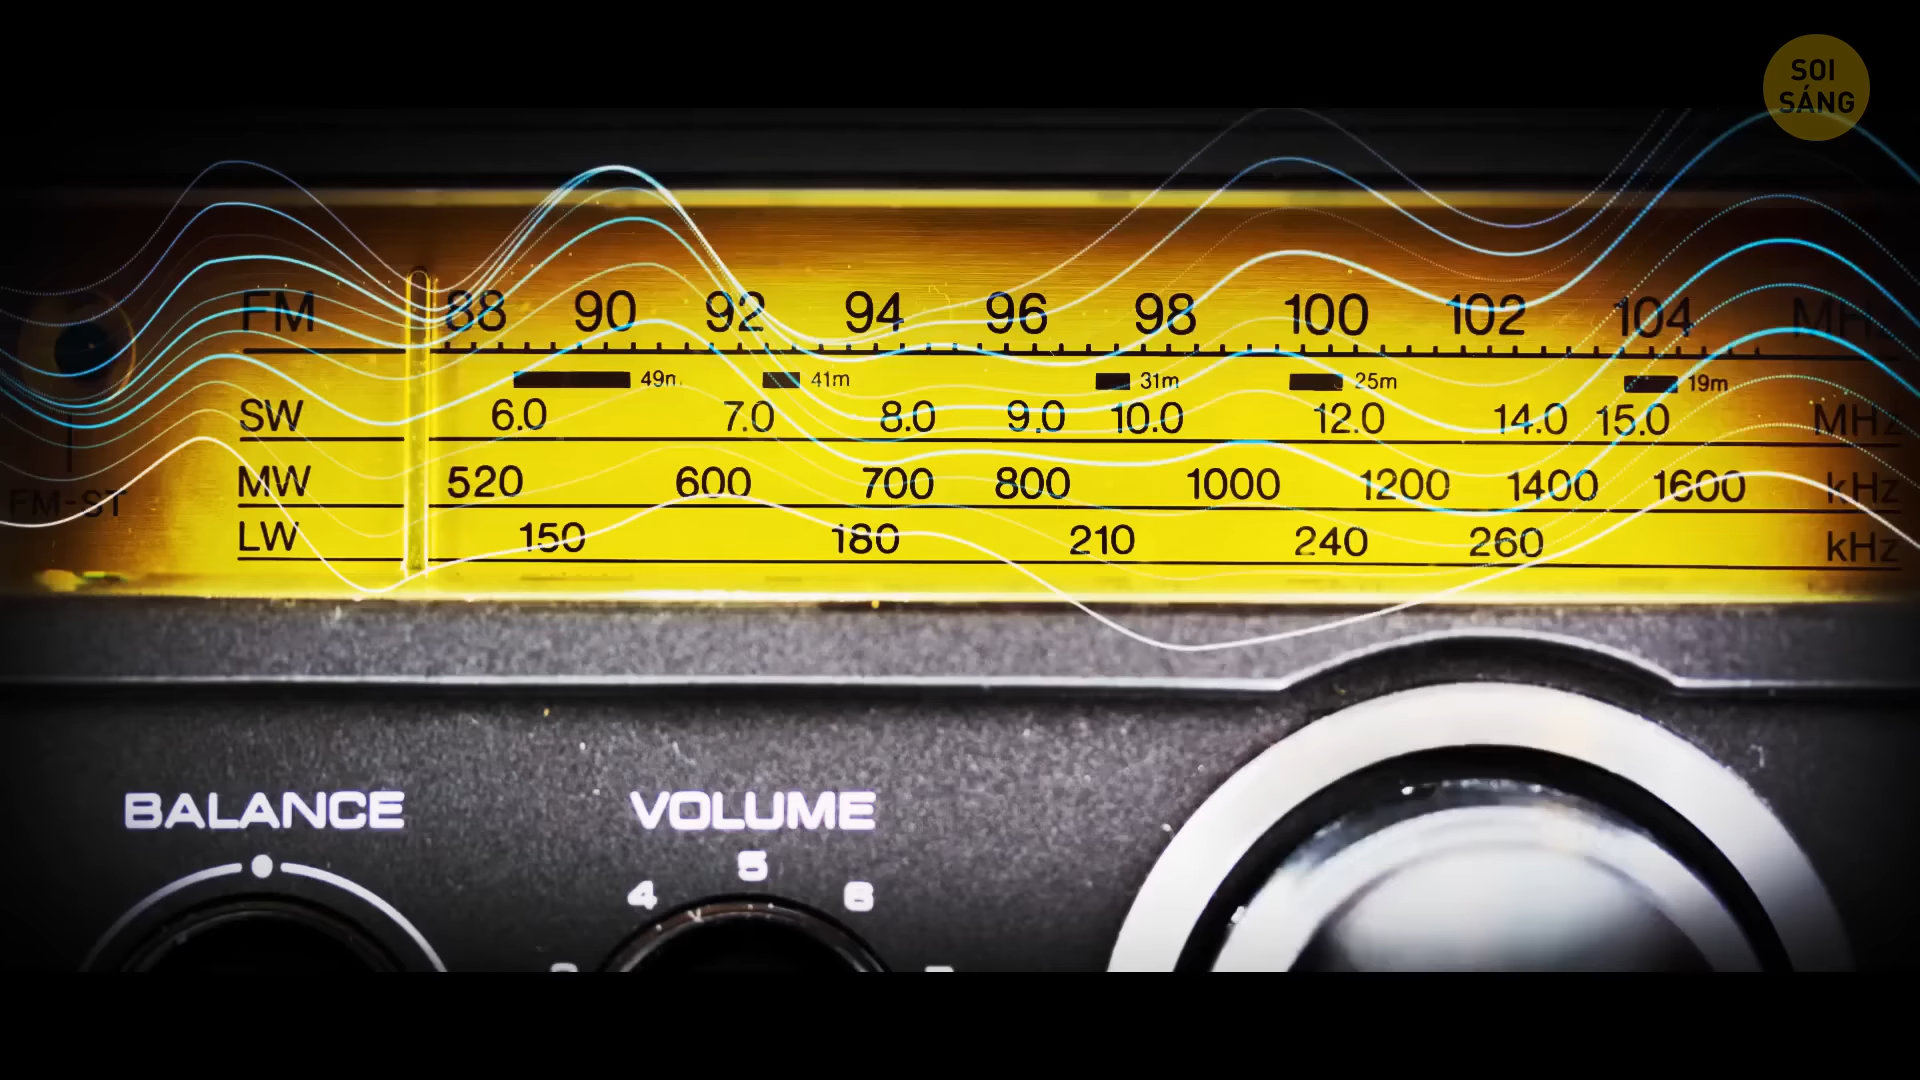 SOI
SÁNG
FM 88 90 92 94 96 98 100 102 104 MHz
49m 41m 31m 25m 19m
SW 6.0 7.0 8.0 9.0 10.0 12.0 14.0 15.0 MHz
MW 520 600 700 800 1000 1200 1400 1600 kHz
FM-ST
LW 150 180 210 240 260 kHz
BALANCE VOLUME
4 5 6